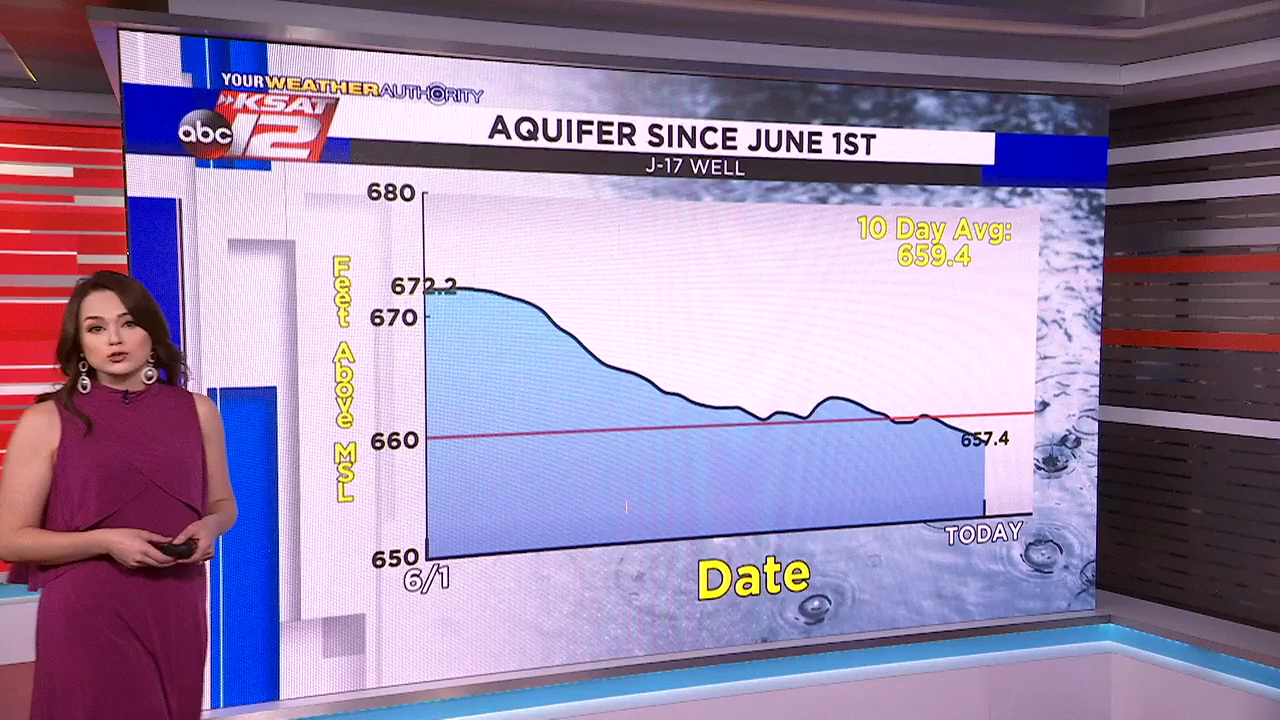 YOUR WEATHER AUTHORITY
KSAT
abc 12
AQUIFER SINCE JUNE 1ST
J-17 WELL
680
10 Day Avg:
659.4
672.2
670
Feet Above MSL
660
657.4
650
6/1
TODAY
Date